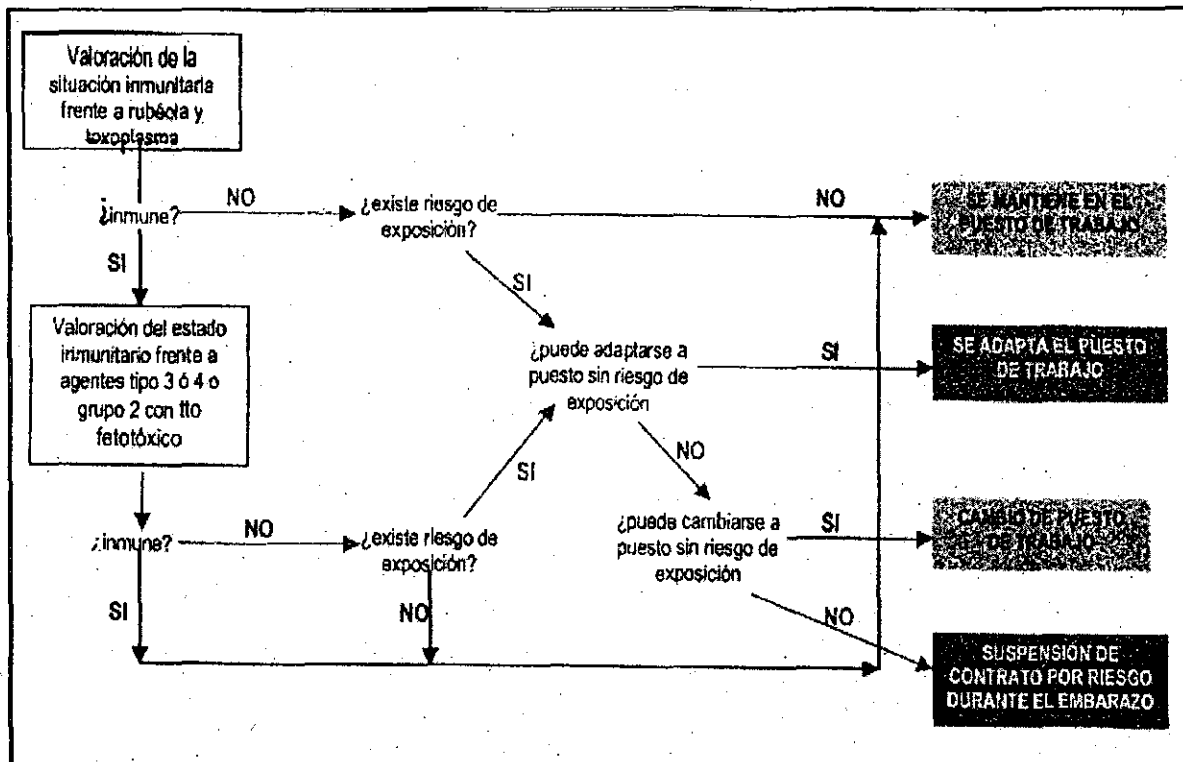 Valoración de la
situación inmunitaria
frente a rubéola y
toxoplasma
¿inmune?
NO
¿existe riesgo de
exposición?
NO
SE MANTIENE EN EL
PUESTO DE TRABAJO
SI
SI
Valoración del estado
inmunitario frente a
agentes tipo 3 ó 4 o
grupo 2 con tto
fetotóxico
¿puede adaptarse a
puesto sin riesgo de
exposición
SI
SE ADAPTA EL PUESTO
DE TRABAJO
SI
NO
¿inmune?
NO
¿existe riesgo de
exposición?
¿puede cambiarse a
puesto sin riesgo de
exposición
SI
CAMBIO DE PUESTO
DE TRABAJO
SI
NO
NO
SUSPENSIÓN DE
CONTRATO POR RIESGO
DURANTE EL EMBARAZO